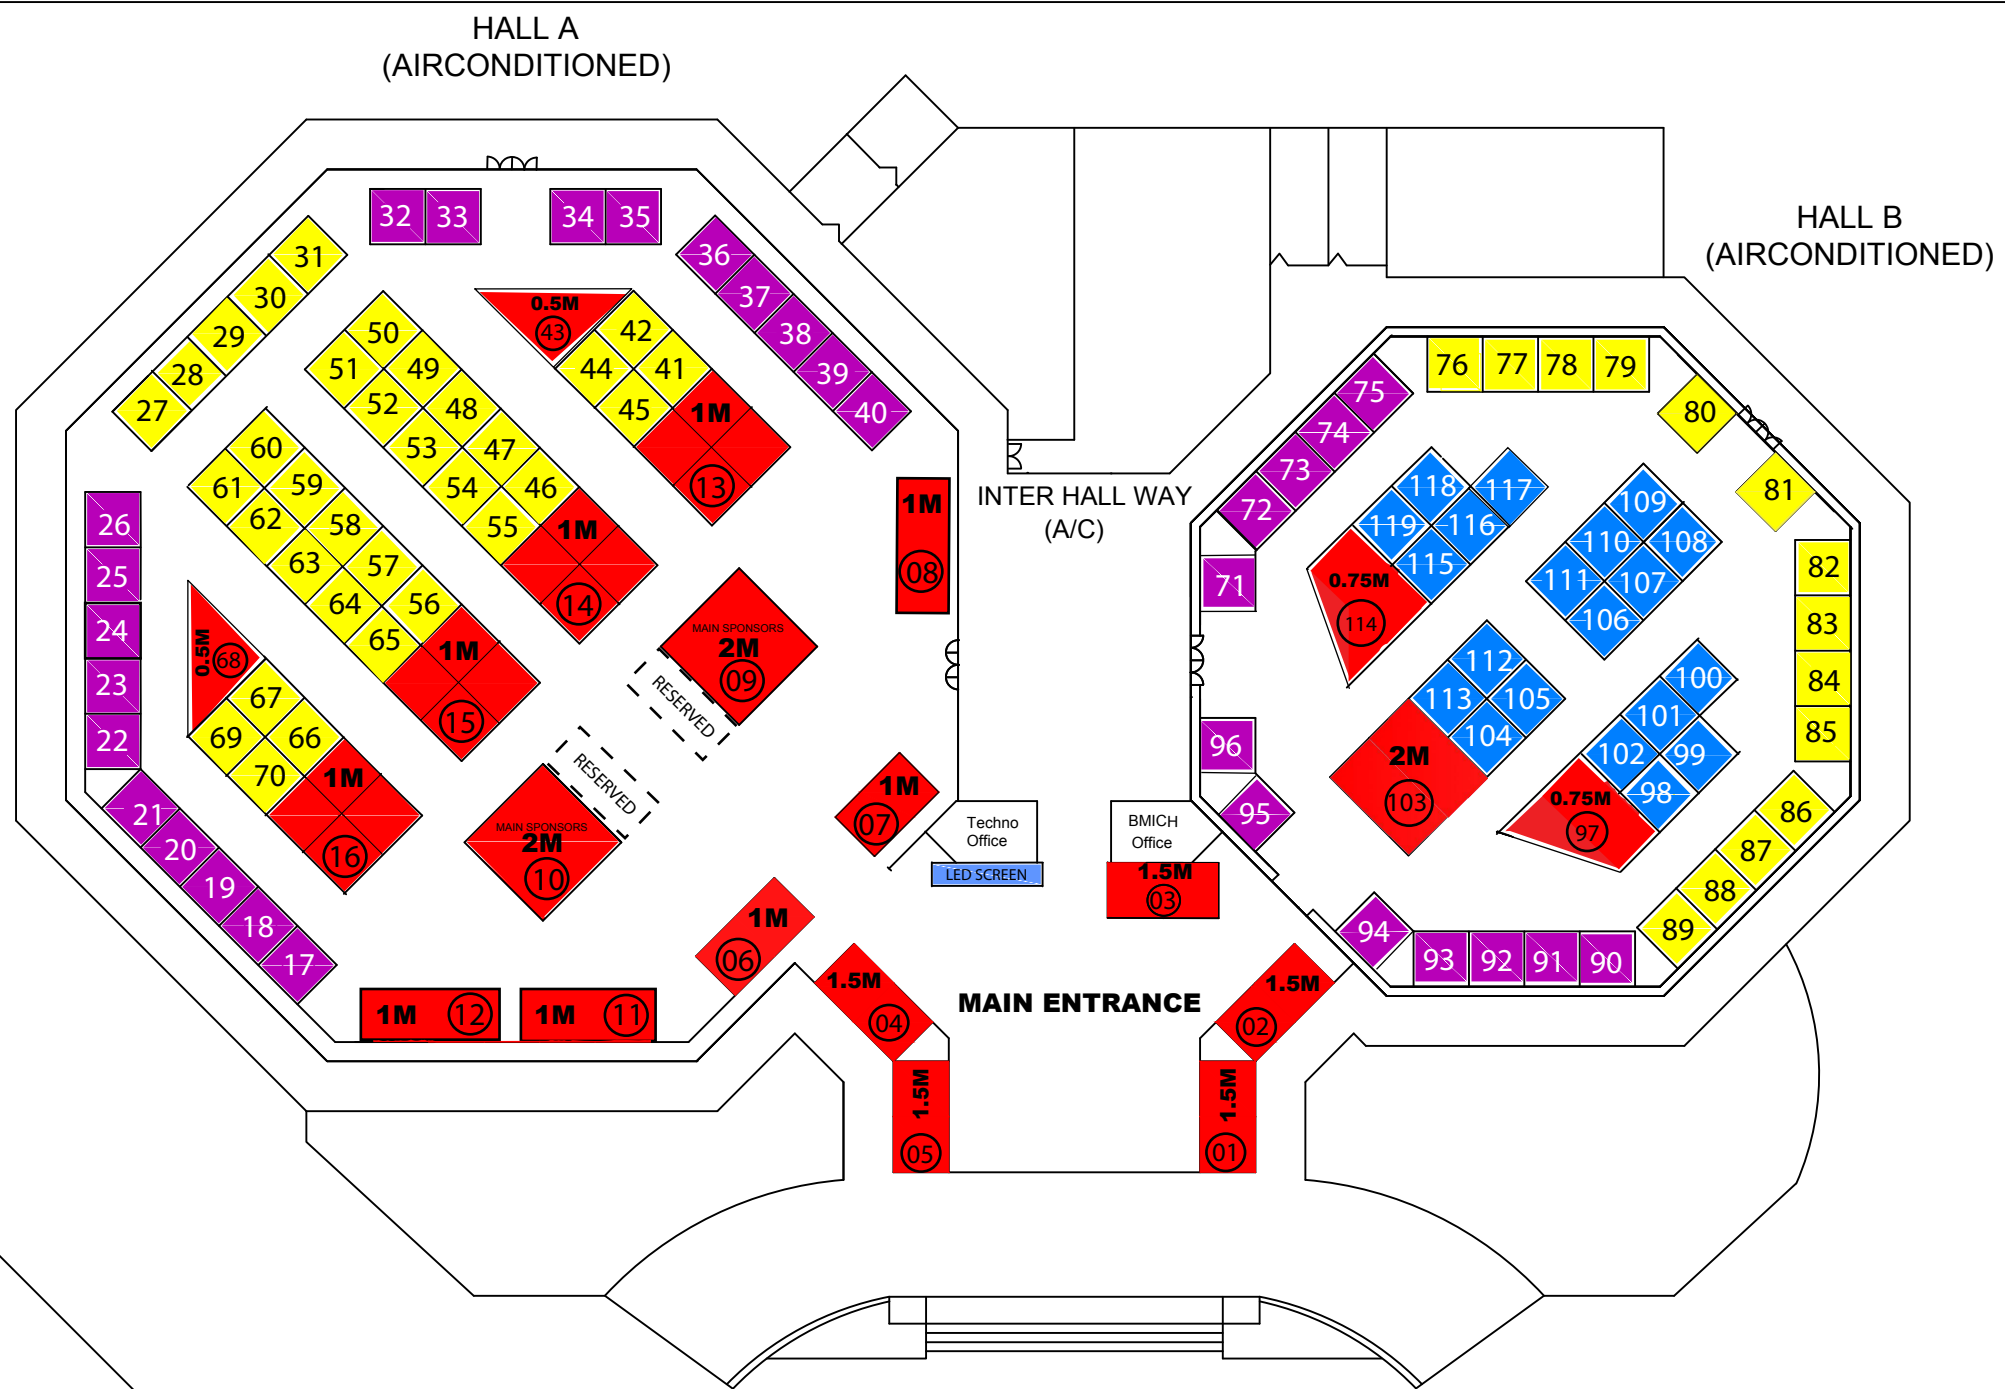 HALL A
(AIRCONDITIONED)
HALL B
(AIRCONDITIONED)
32 33 34 35
31
30
29
28
27
36
37
38
39
40
0.5M
43
42
44 41
45
1M
13
50
51 49
52 48
53 47
54 46
55
1M
14
60
61 59
62 58
63 57
64 56
65
1M
15
0.5M
68
67
69 66
70
1M
16
26
25
24
23
22
21
20
19
18
17
1M
08
MAIN SPONSORS
2M
09
RESERVED
RESERVED
MAIN SPONSORS
2M
10
1M
07
1M
06
1M 12
1M 11
INTER HALL WAY
(A/C)
Techno
Office
LED SCREEN
BMICH
Office
1.5M
03
1.5M
04
MAIN ENTRANCE
1.5M
02
1.5M
05
1.5M
01
75
74
73
72
71
76 77 78 79
80
81
82
83
84
85
118 117
119 116
115
0.75M
114
109
110 108
111 107
106
112
113 105
104
2M
103
100
101
102 99
98
0.75M
97
96
95
94
93 92 91 90
86
87
88
89